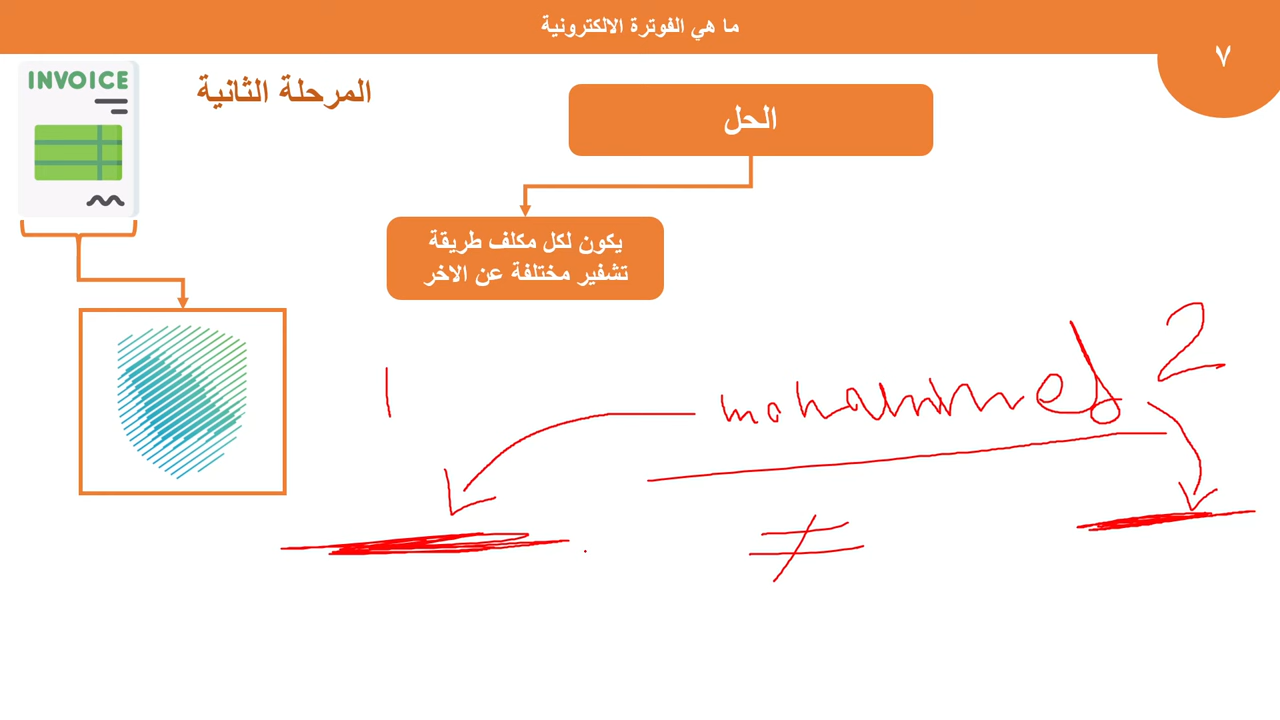 ما هي الفوترة الالكترونية
٧
المرحلة الثانية
INVOICE
الحل
يكون لكل مكلف طريقة
تشفير مختلفة عن الاخر
1
mohammed
2
≠